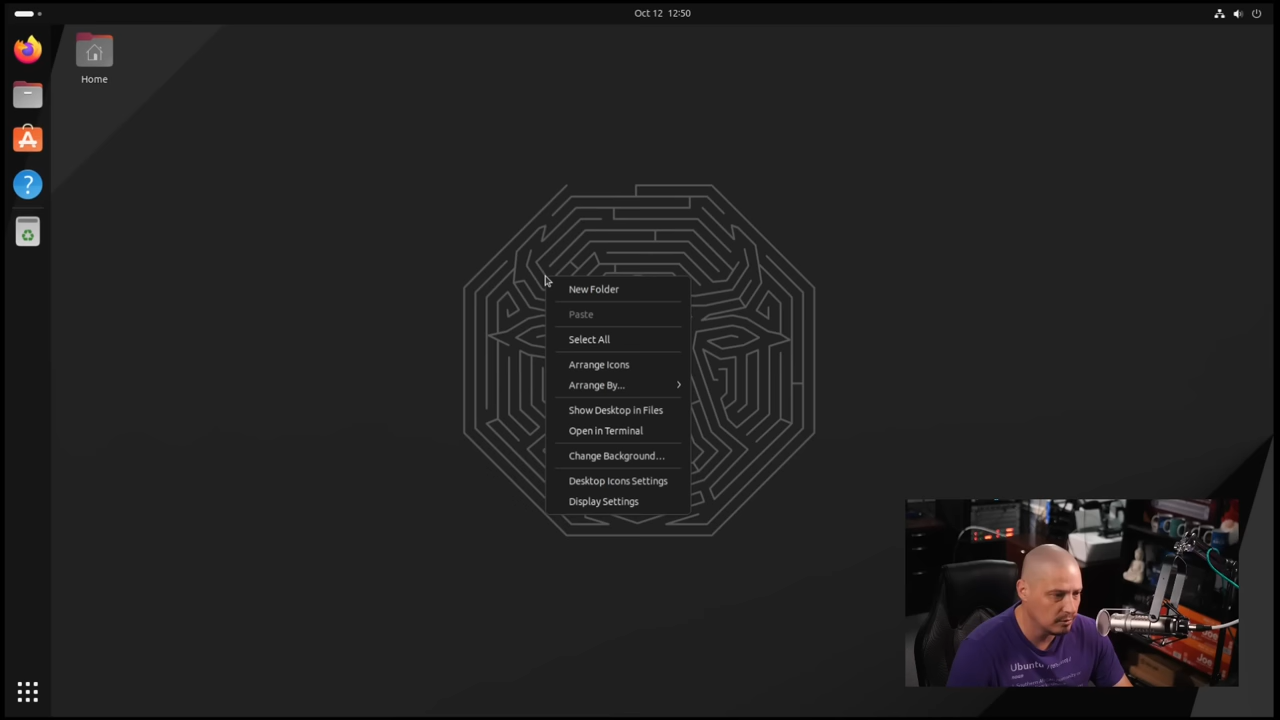 Oct 12 12:50
Home
New Folder
Paste
Select All
Arrange Icons
Arrange By...
Show Desktop in Files
Open in Terminal
Change Background...
Desktop Icons Settings
Display Settings
Ubuntu